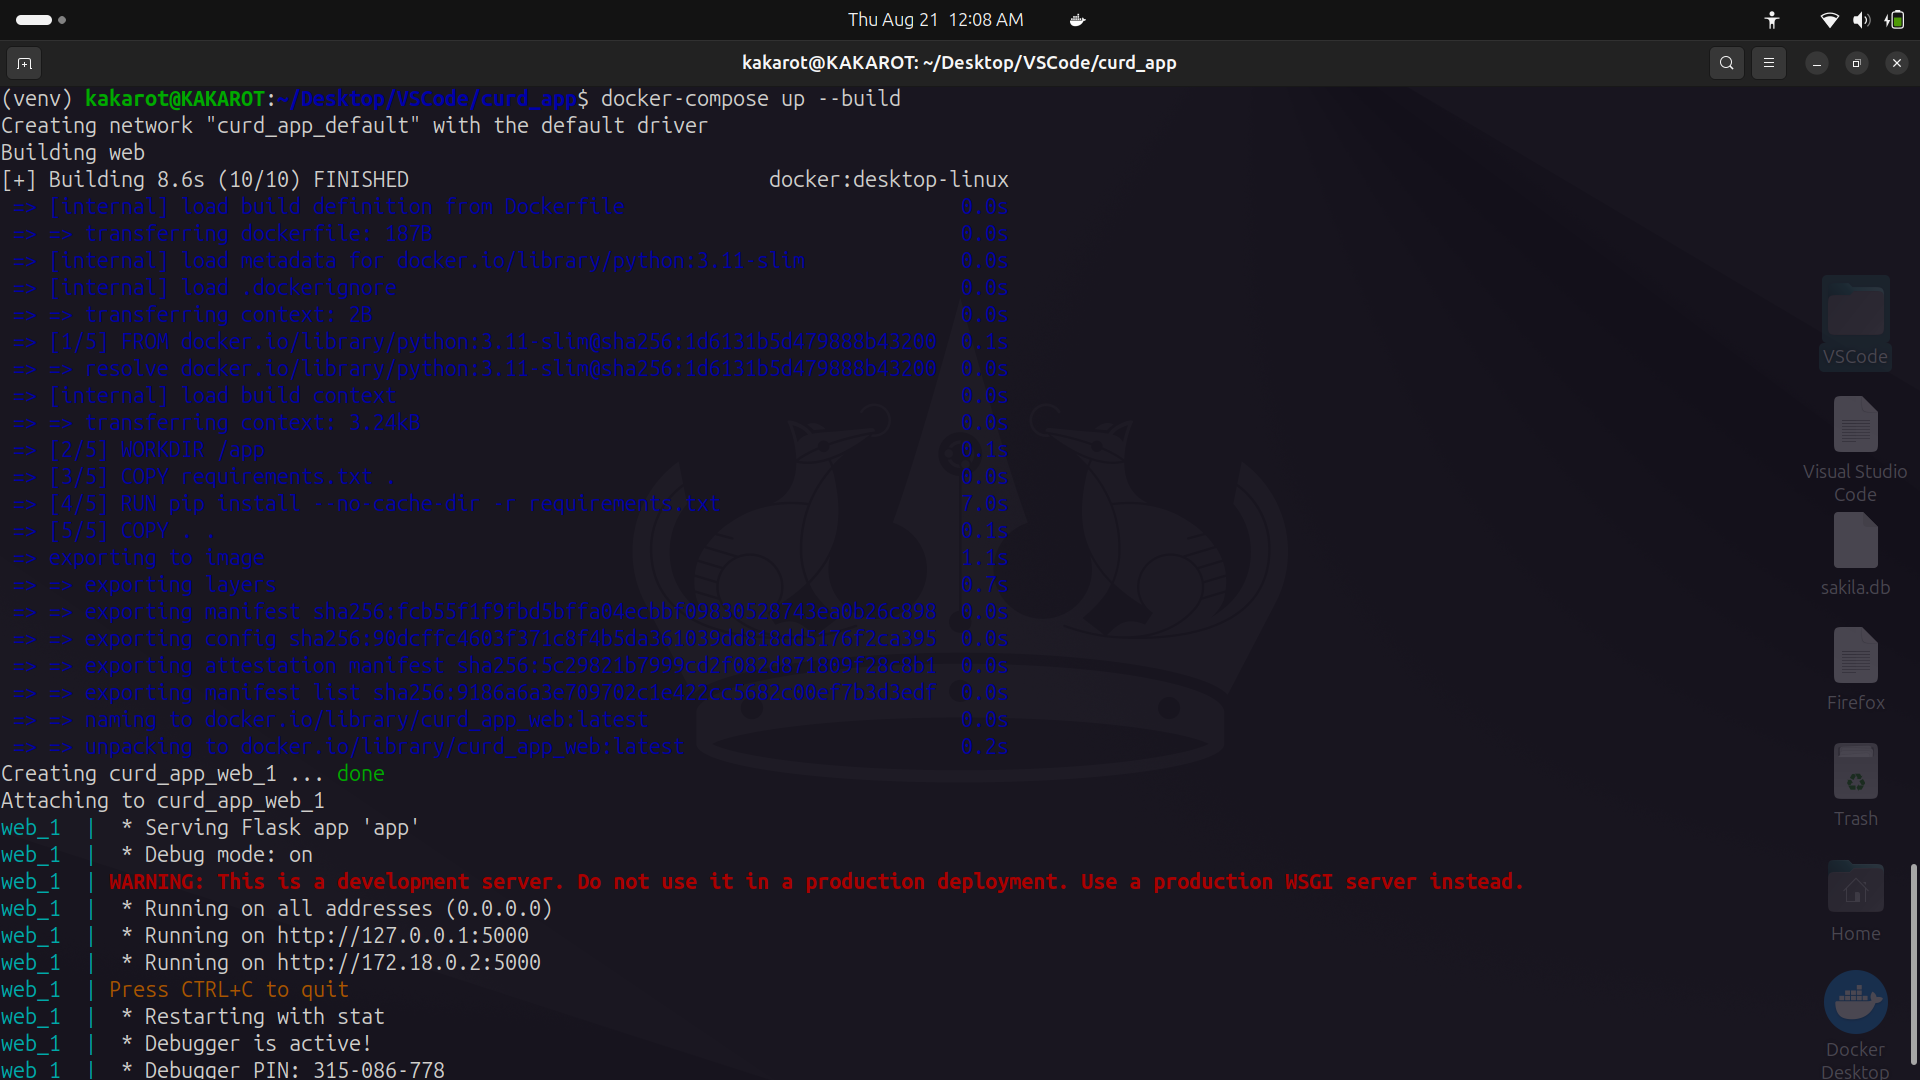 Thu Aug 21 12:08 AM
kakarot@KAKAROT: ~/Desktop/VSCode/curd_app
(venv) kakarot@KAKAROT:~/Desktop/VSCode/curd_app$ docker-compose up --build
Creating network "curd_app_default" with the default driver
Building web
[+] Building 8.6s (10/10) FINISHED docker:desktop-linux
=> [internal] load build definition from Dockerfile 0.0s
=> => transferring dockerfile: 187B 0.0s
=> [internal] load metadata for docker.io/library/python:3.11-slim 0.0s
=> [internal] load .dockerignore 0.0s
=> => transferring context: 2B 0.0s
=> [1/5] FROM docker.io/library/python:3.11-slim@sha256:1d6131b5d479888b43200 0.1s
=> => resolve docker.io/library/python:3.11-slim@sha256:1d6131b5d479888b43200 0.0s
=> [internal] load build context 0.0s
=> => transferring context: 3.24kB 0.0s
=> [2/5] WORKDIR /app 0.1s
=> [3/5] COPY requirements.txt . 0.0s
=> [4/5] RUN pip install --no-cache-dir -r requirements.txt 7.0s
=> [5/5] COPY . . 0.1s
=> exporting to image 1.1s
=> => exporting layers 0.7s
=> => exporting manifest sha256:fcb55f1f9fbd5bffa04ecbbf09830528743ea0b26c898 0.0s
=> => exporting config sha256:90dcffc4603f371c8f4b5da361039dd818dd5176f2ca395 0.0s
=> => exporting attestation manifest sha256:5c29821b7999cd2f082d871809f28c8b1 0.0s
=> => exporting manifest list sha256:9186a6a3e709702c1e422cc5682c00ef7b3d3edf 0.0s
=> => naming to docker.io/library/curd_app_web:latest 0.0s
=> => unpacking to docker.io/library/curd_app_web:latest 0.2s
Creating curd_app_web_1 ... done
Attaching to curd_app_web_1
web_1 | * Serving Flask app 'app'
web_1 | * Debug mode: on
web_1 | WARNING: This is a development server. Do not use it in a production deployment. Use a production WSGI server instead.
web_1 | * Running on all addresses (0.0.0.0)
web_1 | * Running on http://127.0.0.1:5000
web_1 | * Running on http://172.18.0.2:5000
web_1 | Press CTRL+C to quit
web_1 | * Restarting with stat
web_1 | * Debugger is active!
web_1 | * Debugger PIN: 315-086-778
VSCode
Visual Studio
Code
sakila.db
Firefox
Trash
Home
Docker
Desktop